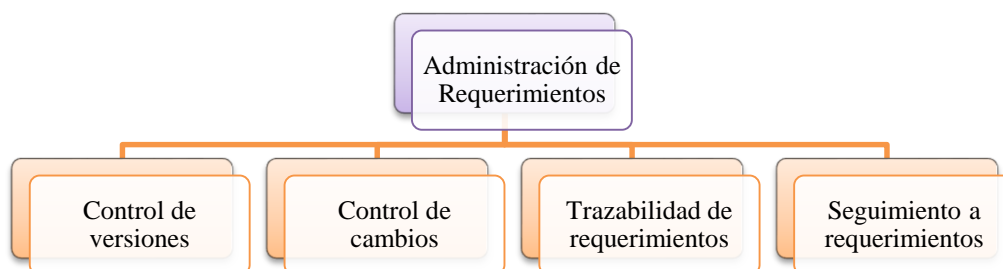 Administración de
Requerimientos
Control de
versiones
Control de
cambios
Trazabilidad de
requerimientos
Seguimiento a
requerimientos